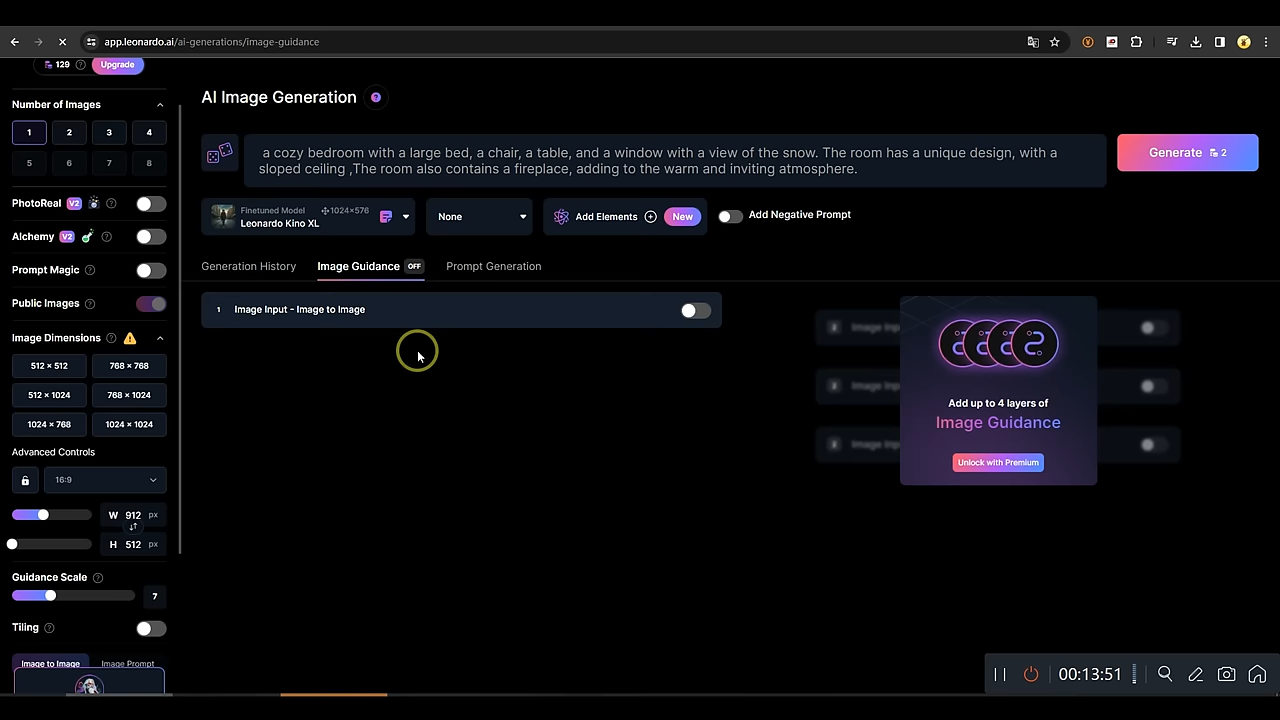 app.leonardo.ai/ai-generations/image-guidance
129 Upgrade
Number of Images
1 2 3 4
5 6 7 8
PhotoReal V2
Alchemy V2
Prompt Magic
Public Images
Image Dimensions
512 × 512 768 × 768
512 × 1024 768 × 1024
1024 × 768 1024 × 1024
Advanced Controls
16:9
W 912 px
H 512 px
Guidance Scale
7
Tiling
Image to Image Image Prompt
AI Image Generation ?
a cozy bedroom with a large bed, a chair, a table, and a window with a view of the snow. The room has a unique design, with a
sloped ceiling ,The room also contains a fireplace, adding to the warm and inviting atmosphere.
Generate 2
Finetuned Model 1024×576
Leonardo Kino XL
None
Add Elements New
Add Negative Prompt
Generation History Image Guidance OFF Prompt Generation
1 Image Input - Image to Image
2 Image Inp
Image Inp
Image Inp
Add up to 4 layers of
Image Guidance
Unlock with Premium
00:13:51